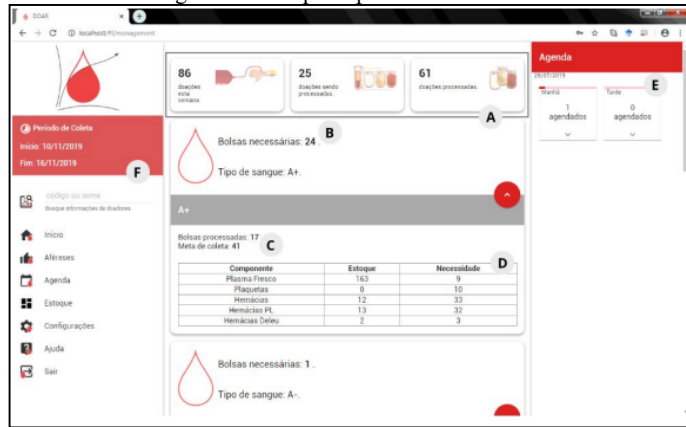 DOAR
localhost/#/management
86
doações
esta
semana
25
doações sendo
processadas
61
doações processadas
A
Período de Coleta
Início: 10/11/2019
Fim: 16/11/2019
F
código ou nome
Busque informações de doadores
Início
Aféreses
Agenda
Estoque
Configurações
Ajuda
Sair
Bolsas necessárias: 24 .
B
Tipo de sangue: A+.
A+
Bolsas processadas: 17
Meta de coleta: 41
C
D
Componente Estoque Necessidade
Plasma Fresco 163 9
Plaquetas 0 10
Hemácias 12 33
Hemácias PL 13 32
Hemácias Deleu 2 3
Bolsas necessárias: 1 .
Tipo de sangue: A-.
Agenda
25/07/2019
E
Manhã
1
agendados
Tarde
0
agendados